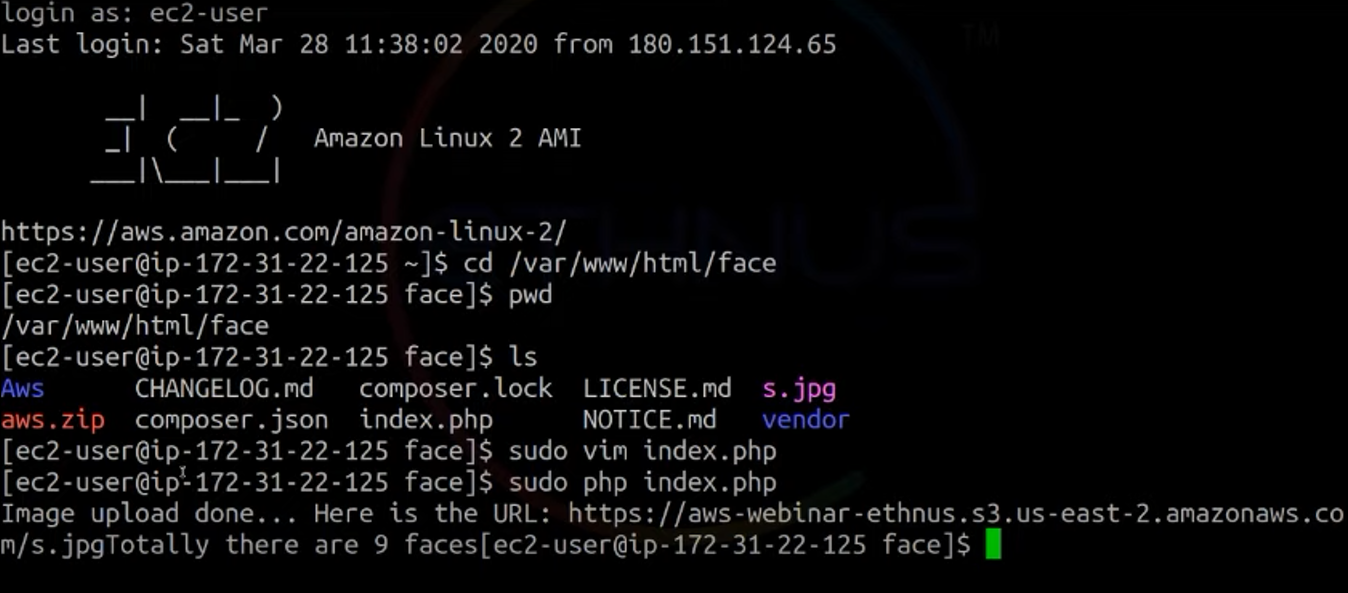 login as: ec2-user
Last login: Sat Mar 28 11:38:02 2020 from 180.151.124.65
       __|  __|_  )
       _|  (     /   Amazon Linux 2 AMI
      ___|\___|___|
https://aws.amazon.com/amazon-linux-2/
[ec2-user@ip-172-31-22-125 ~]$ cd /var/www/html/face
[ec2-user@ip-172-31-22-125 face]$ pwd
/var/www/html/face
[ec2-user@ip-172-31-22-125 face]$ ls
Aws      CHANGELOG.md   composer.lock  LICENSE.md  s.jpg
aws.zip  composer.json  index.php      NOTICE.md   vendor
[ec2-user@ip-172-31-22-125 face]$ sudo vim index.php
[ec2-user@ip-172-31-22-125 face]$ sudo php index.php
Image upload done... Here is the URL: https://aws-webinar-ethnus.s3.us-east-2.amazonaws.co
m/s.jpgTotally there are 9 faces[ec2-user@ip-172-31-22-125 face]$
ETHNUS
TM